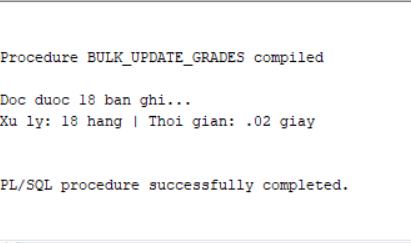 Procedure BULK_UPDATE_GRADES compiled
Doc duoc 18 ban ghi...
Xu ly: 18 hang | Thoi gian: .02 giay
PL/SQL procedure successfully completed.